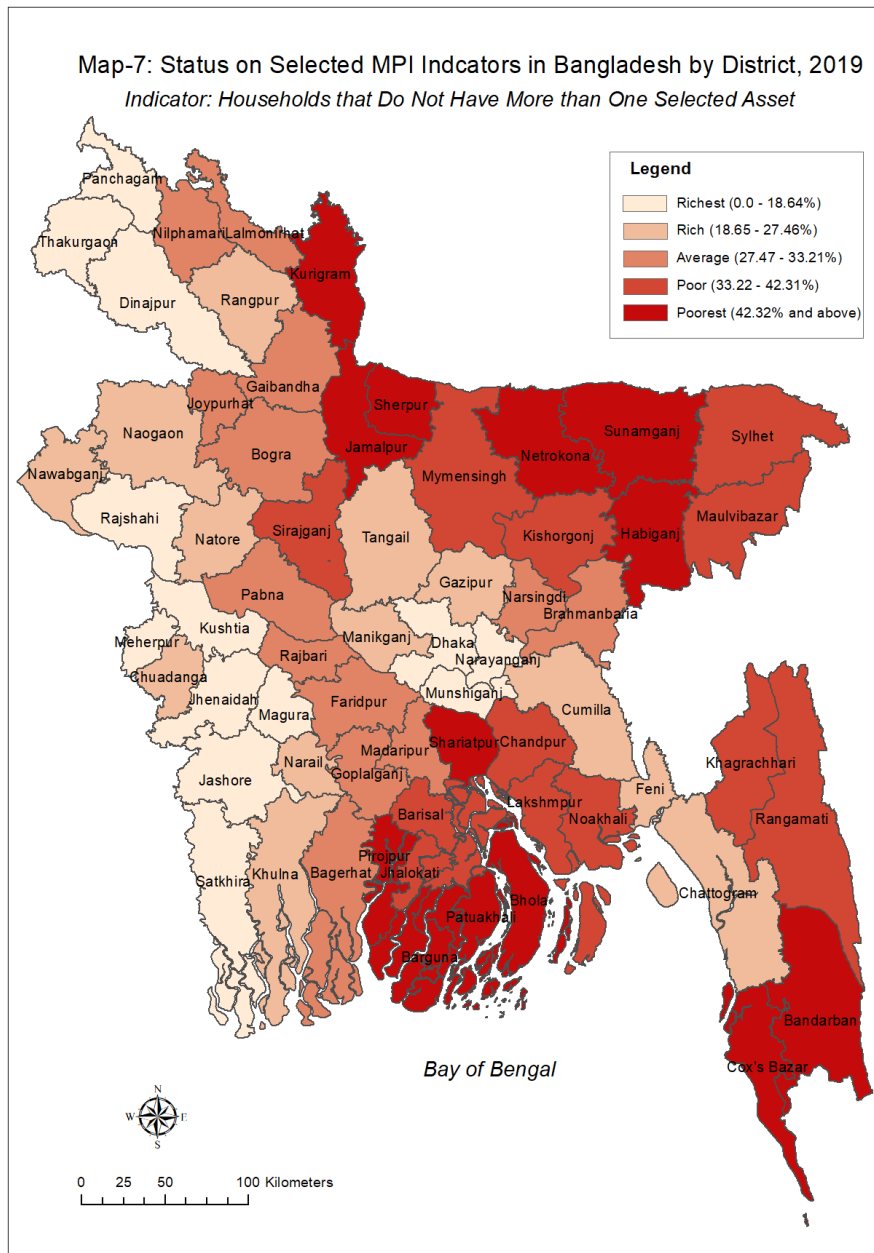 Map-7: Status on Selected MPI Indcators in Bangladesh by District, 2019
Indicator: Households that Do Not Have More than One Selected Asset
Legend
Richest (0.0 - 18.64%)
Rich (18.65 - 27.46%)
Average (27.47 - 33.21%)
Poor (33.22 - 42.31%)
Poorest (42.32% and above)
Panchagam
Thakurgaon
Nilphamari
Lalmonirhat
Kurigram
Dinajpur
Rangpur
Gaibandha
Joypurhat
Sherpur
Naogaon
Jamalpur
Bogra
Netrokona
Sunamganj
Sylhet
Nawabganj
Mymensingh
Rajshahi
Natore
Sirajganj
Tangail
Kishorgonj
Habiganj
Maulvibazar
Pabna
Gazipur
Narsingdi
Brahmanbaria
Kushtia
Meherpur
Manikganj
Dhaka
Narayanganj
Chuadanga
Rajbari
Jhenaidah
Magura
Faridpur
Munshiganj
Cumilla
Shariatpur
Chandpur
Madaripur
Jashore
Narail
Goplalganj
Khagrachhari
Feni
Barisal
Lakshmpur
Noakhali
Rangamati
Pirojpur
Jhalokati
Satkhira
Khulna
Bagerhat
Bhola
Chattogram
Patuakhali
Barguna
Bandarban
Cox's Bazar
Bay of Bengal
N
W E
S
0 25 50 100 Kilometers